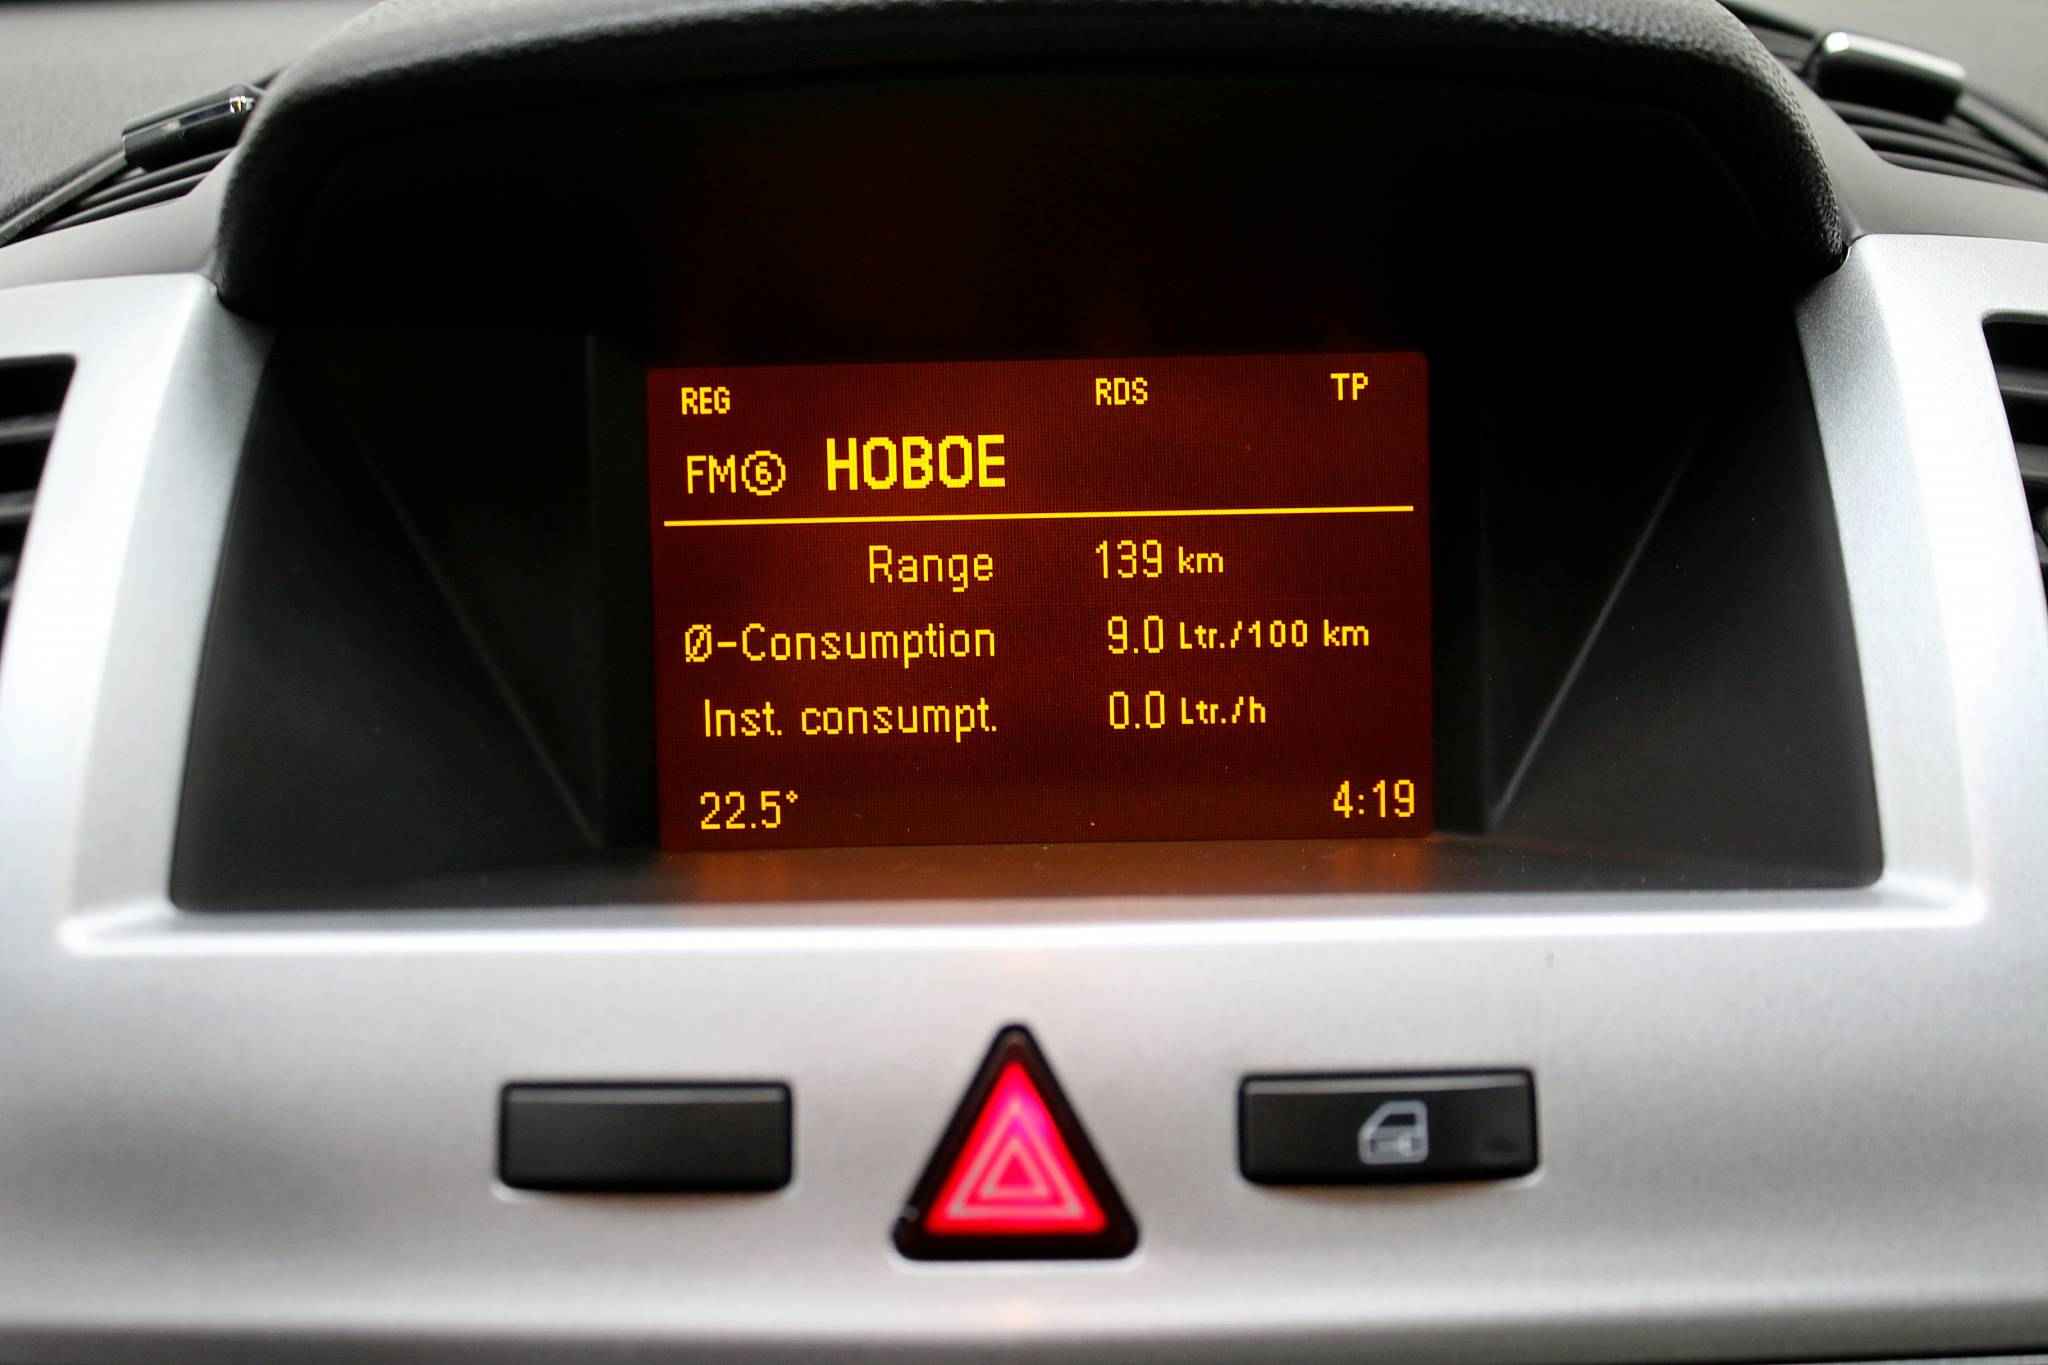 REG RDS TP
FM⑥ HOBOE
Range 139 km
Ø-Consumption 9.0 Ltr./100 km
Inst. consumpt. 0.0 Ltr./h
22.5° 4:19